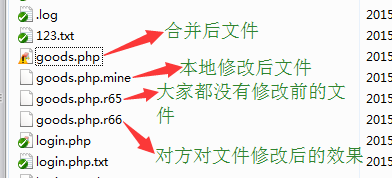 .log 2015
123.txt 合并后文件 2015
goods.php 2015
goods.php.mine 本地修改后文件 2015
goods.php.r65 大家都没有修改前的文件 2015
goods.php.r66 2015
login.php 对方对文件修改后的效果 2015
login.php.txt 2015